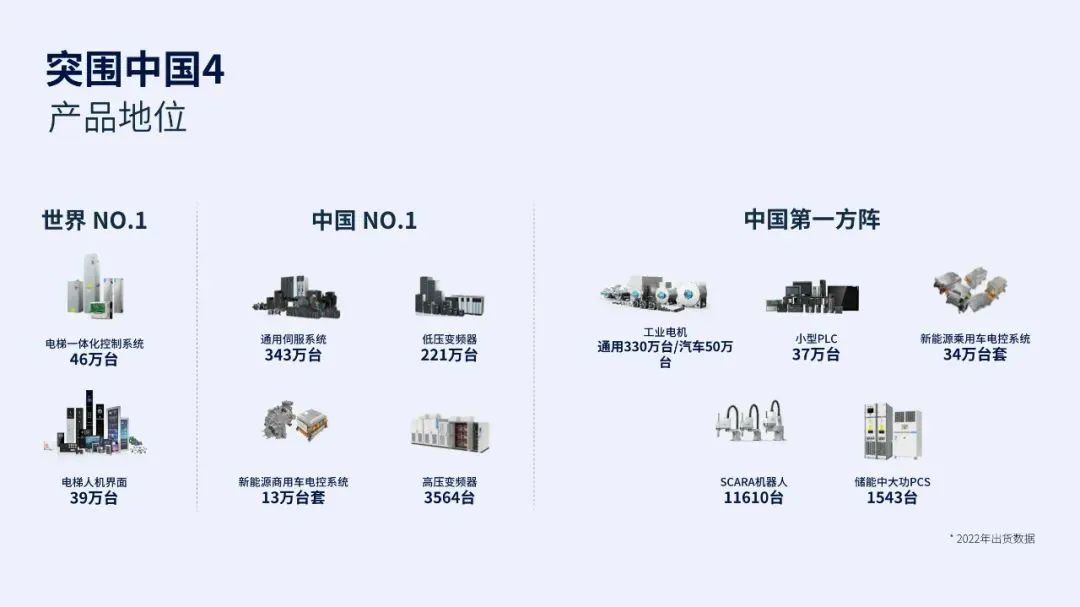 突围中国4
产品地位
世界 NO.1
电梯一体化控制系统
46万台
电梯人机界面
39万台
中国 NO.1
通用伺服系统
343万台
低压变频器
221万台
新能源商用车电控系统
13万台套
高压变频器
3564台
中国第一方阵
工业电机
通用330万台/汽车50万
台
小型PLC
37万台
新能源乘用车电控系统
34万台套
SCARA机器人
11610台
储能中大功PCS
1543台
* 2022年出货数据